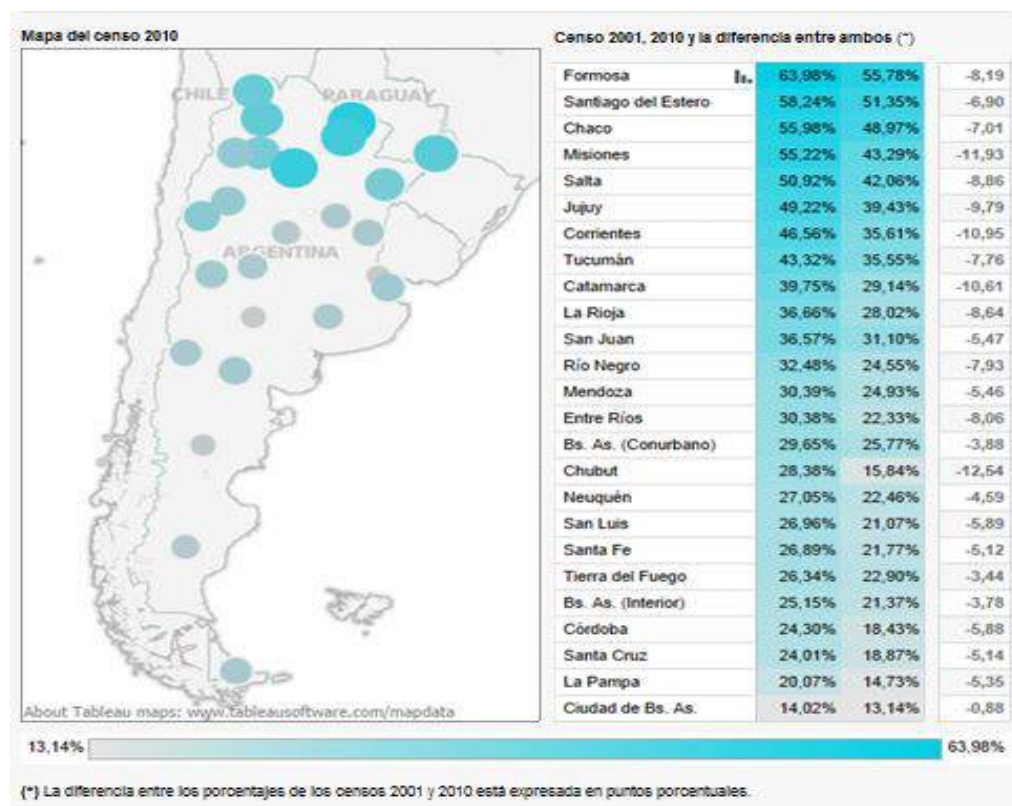 Mapa del censo 2010
Censo 2001, 2010 y la diferencia entre ambos (*)
CHILE
PARAGUAY
ARGENTINA
About Tableau maps: www.tableausoftware.com/mapdata
Formosa 63,98% 55,78% -8,19
Santiago del Estero 58,24% 51,35% -6,90
Chaco 55,98% 48,97% -7,01
Misiones 55,22% 43,29% -11,93
Salta 50,92% 42,06% -8,86
Jujuy 49,22% 39,43% -9,79
Corrientes 46,56% 35,61% -10,95
Tucumán 43,32% 35,55% -7,76
Catamarca 39,75% 29,14% -10,61
La Rioja 36,66% 28,02% -8,64
San Juan 36,57% 31,10% -5,47
Río Negro 32,48% 24,55% -7,93
Mendoza 30,39% 24,93% -5,46
Entre Ríos 30,38% 22,33% -8,06
Bs. As. (Conurbano) 29,65% 25,77% -3,88
Chubut 28,38% 15,84% -12,54
Neuquén 27,05% 22,46% -4,59
San Luis 26,96% 21,07% -5,89
Santa Fe 26,89% 21,77% -5,12
Tierra del Fuego 26,34% 22,90% -3,44
Bs. As. (Interior) 25,15% 21,37% -3,78
Córdoba 24,30% 18,43% -5,88
Santa Cruz 24,01% 18,87% -5,14
La Pampa 20,07% 14,73% -5,35
Ciudad de Bs. As. 14,02% 13,14% -0,88
13,14% 63,98%
(*) La diferencia entre los porcentajes de los censos 2001 y 2010 está expresada en puntos porcentuales.